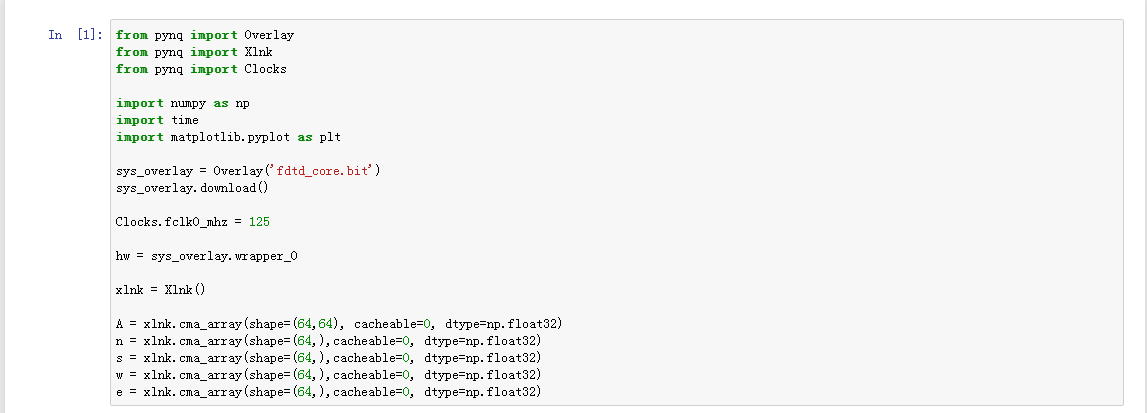 In [1]:
from pynq import Overlay
from pynq import Xlnk
from pynq import Clocks
import numpy as np
import time
import matplotlib.pyplot as plt
sys_overlay = Overlay('fdtd_core.bit')
sys_overlay.download()
Clocks.fclk0_mhz = 125
hw = sys_overlay.wrapper_0
xlnk = Xlnk()
A = xlnk.cma_array(shape=(64,64), cacheable=0, dtype=np.float32)
n = xlnk.cma_array(shape=(64,),cacheable=0, dtype=np.float32)
s = xlnk.cma_array(shape=(64,),cacheable=0, dtype=np.float32)
w = xlnk.cma_array(shape=(64,),cacheable=0, dtype=np.float32)
e = xlnk.cma_array(shape=(64,),cacheable=0, dtype=np.float32)